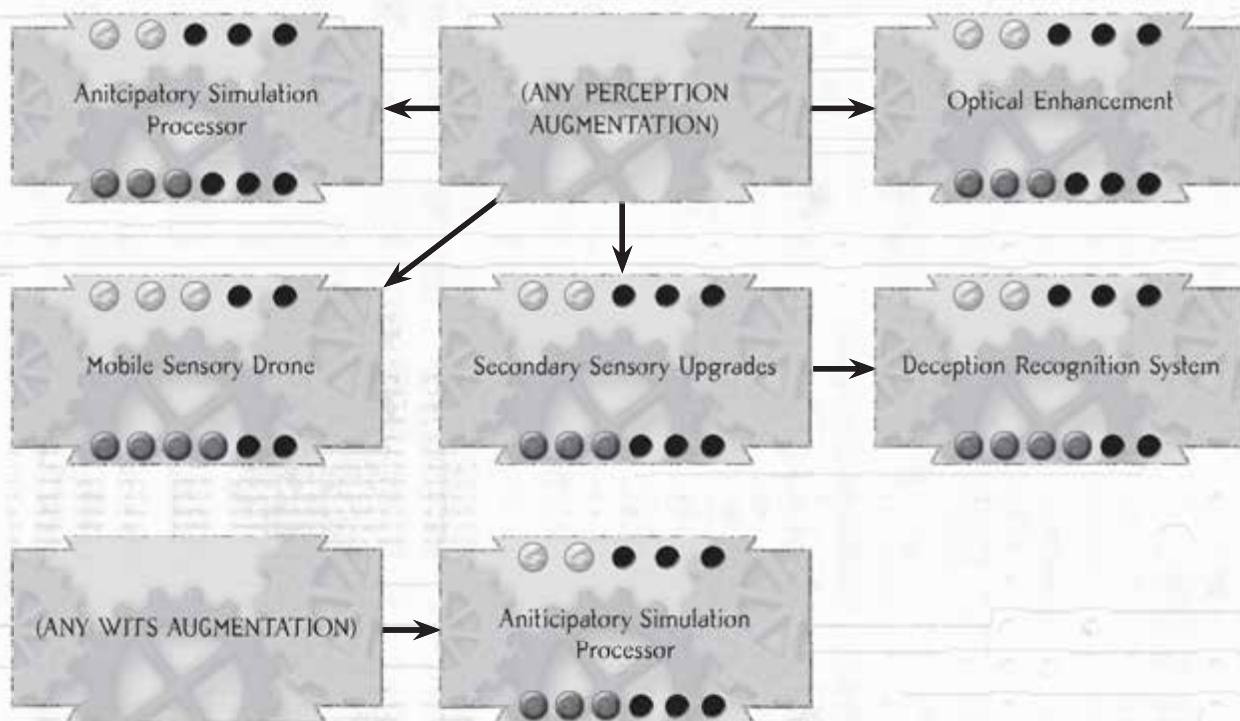 Anitcipatory Simulation
Processor
(ANY PERCEPTION
AUGMENTATION)
Optical Enhancement
Mobile Sensory Drone
Secondary Sensory Upgrades
Deception Recognition System
(ANY WITS AUGMENTATION)
Aniticipatory Simulation
Processor